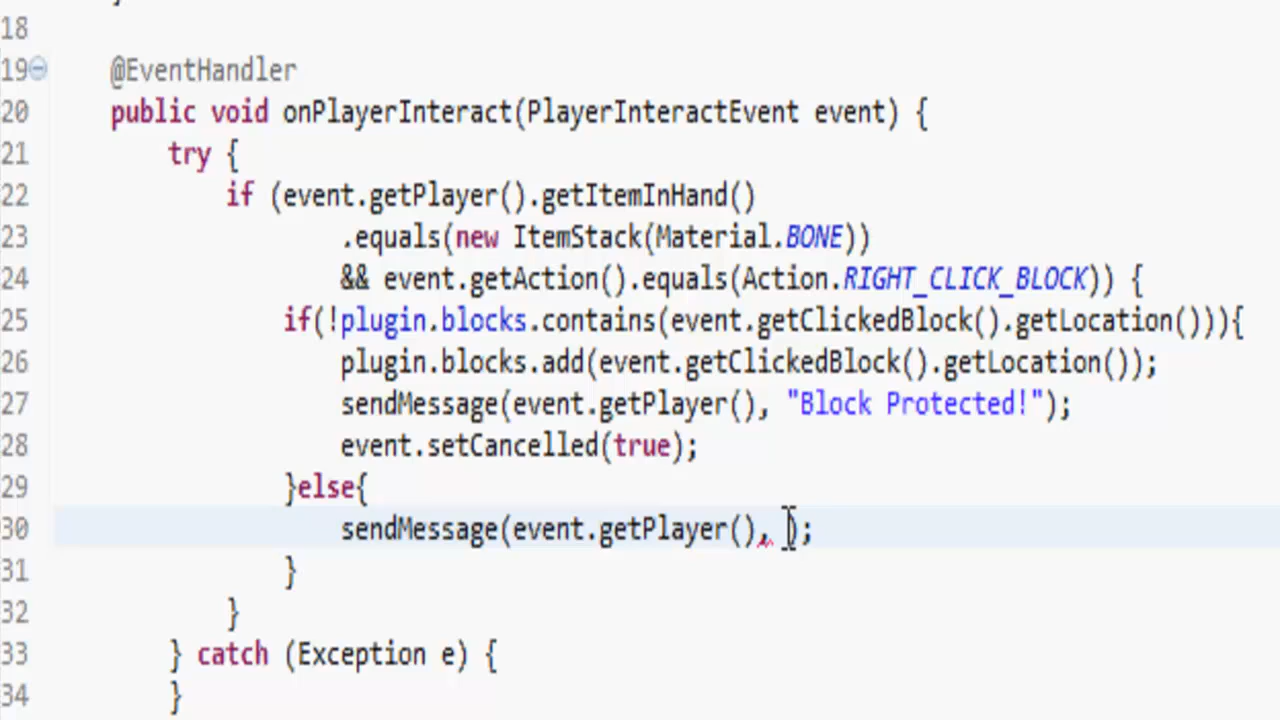 18
19 @EventHandler
20 public void onPlayerInteract(PlayerInteractEvent event) {
21 try {
22 if (event.getPlayer().getItemInHand()
23 .equals(new ItemStack(Material.BONE))
24 && event.getAction().equals(Action.RIGHT_CLICK_BLOCK)) {
25 if(!plugin.blocks.contains(event.getClickedBlock().getLocation())){
26 plugin.blocks.add(event.getClickedBlock().getLocation());
27 sendMessage(event.getPlayer(), "Block Protected!");
28 event.setCancelled(true);
29 }else{
30 sendMessage(event.getPlayer(), );
31 }
32 }
33 } catch (Exception e) {
34 }